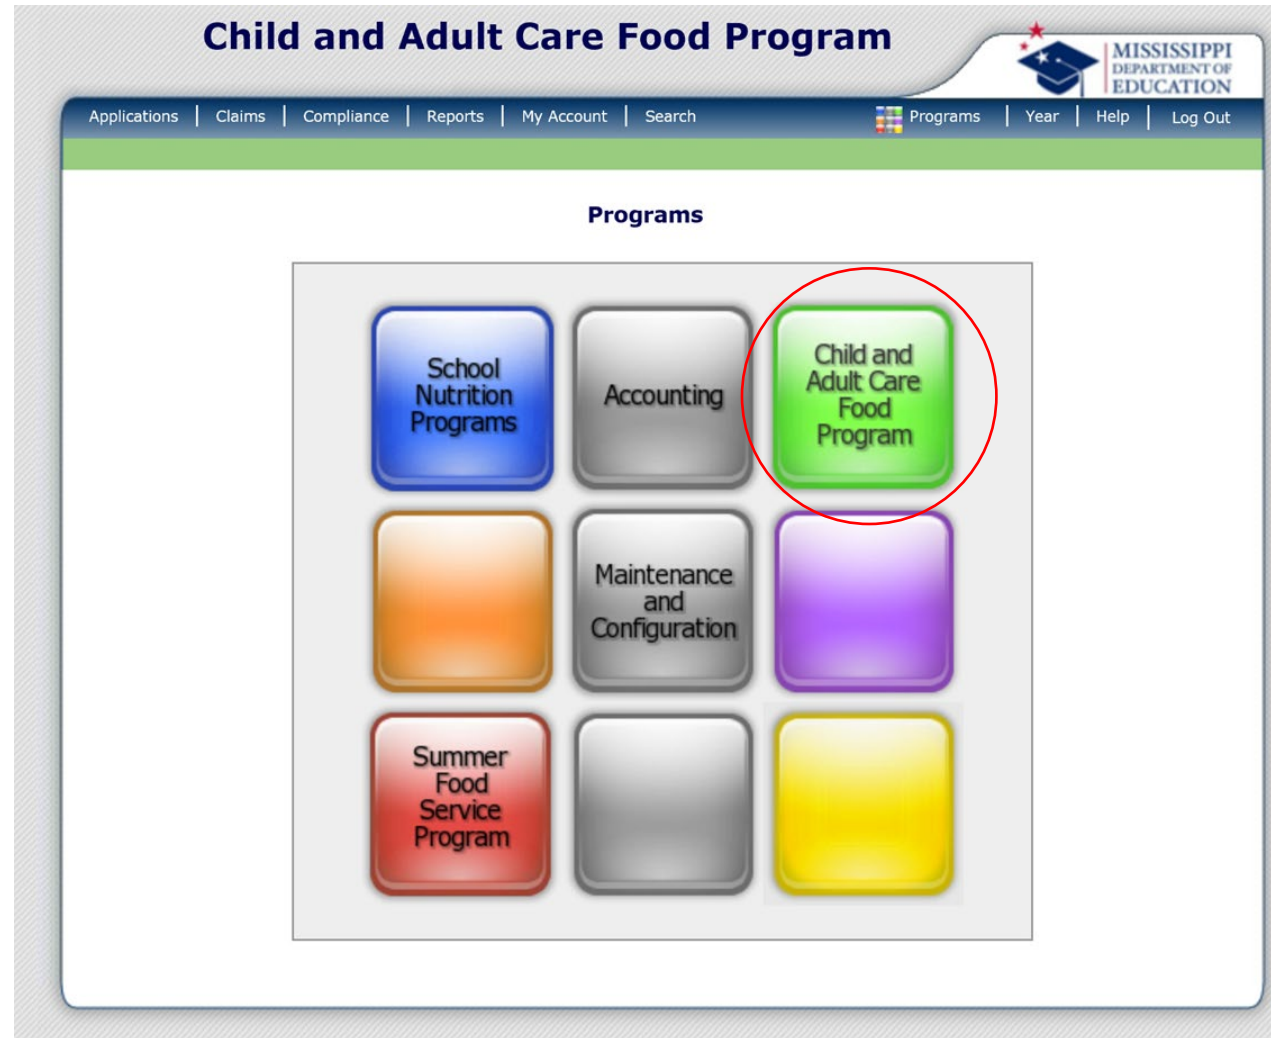 Child and Adult Care Food Program
MISSISSIPPI
DEPARTMENT OF
EDUCATION
Applications | Claims | Compliance | Reports | My Account | Search
Programs | Year | Help | Log Out
Programs
School
Nutrition
Programs
Accounting
Child and
Adult Care
Food
Program
Maintenance
and
Configuration
Summer
Food
Service
Program